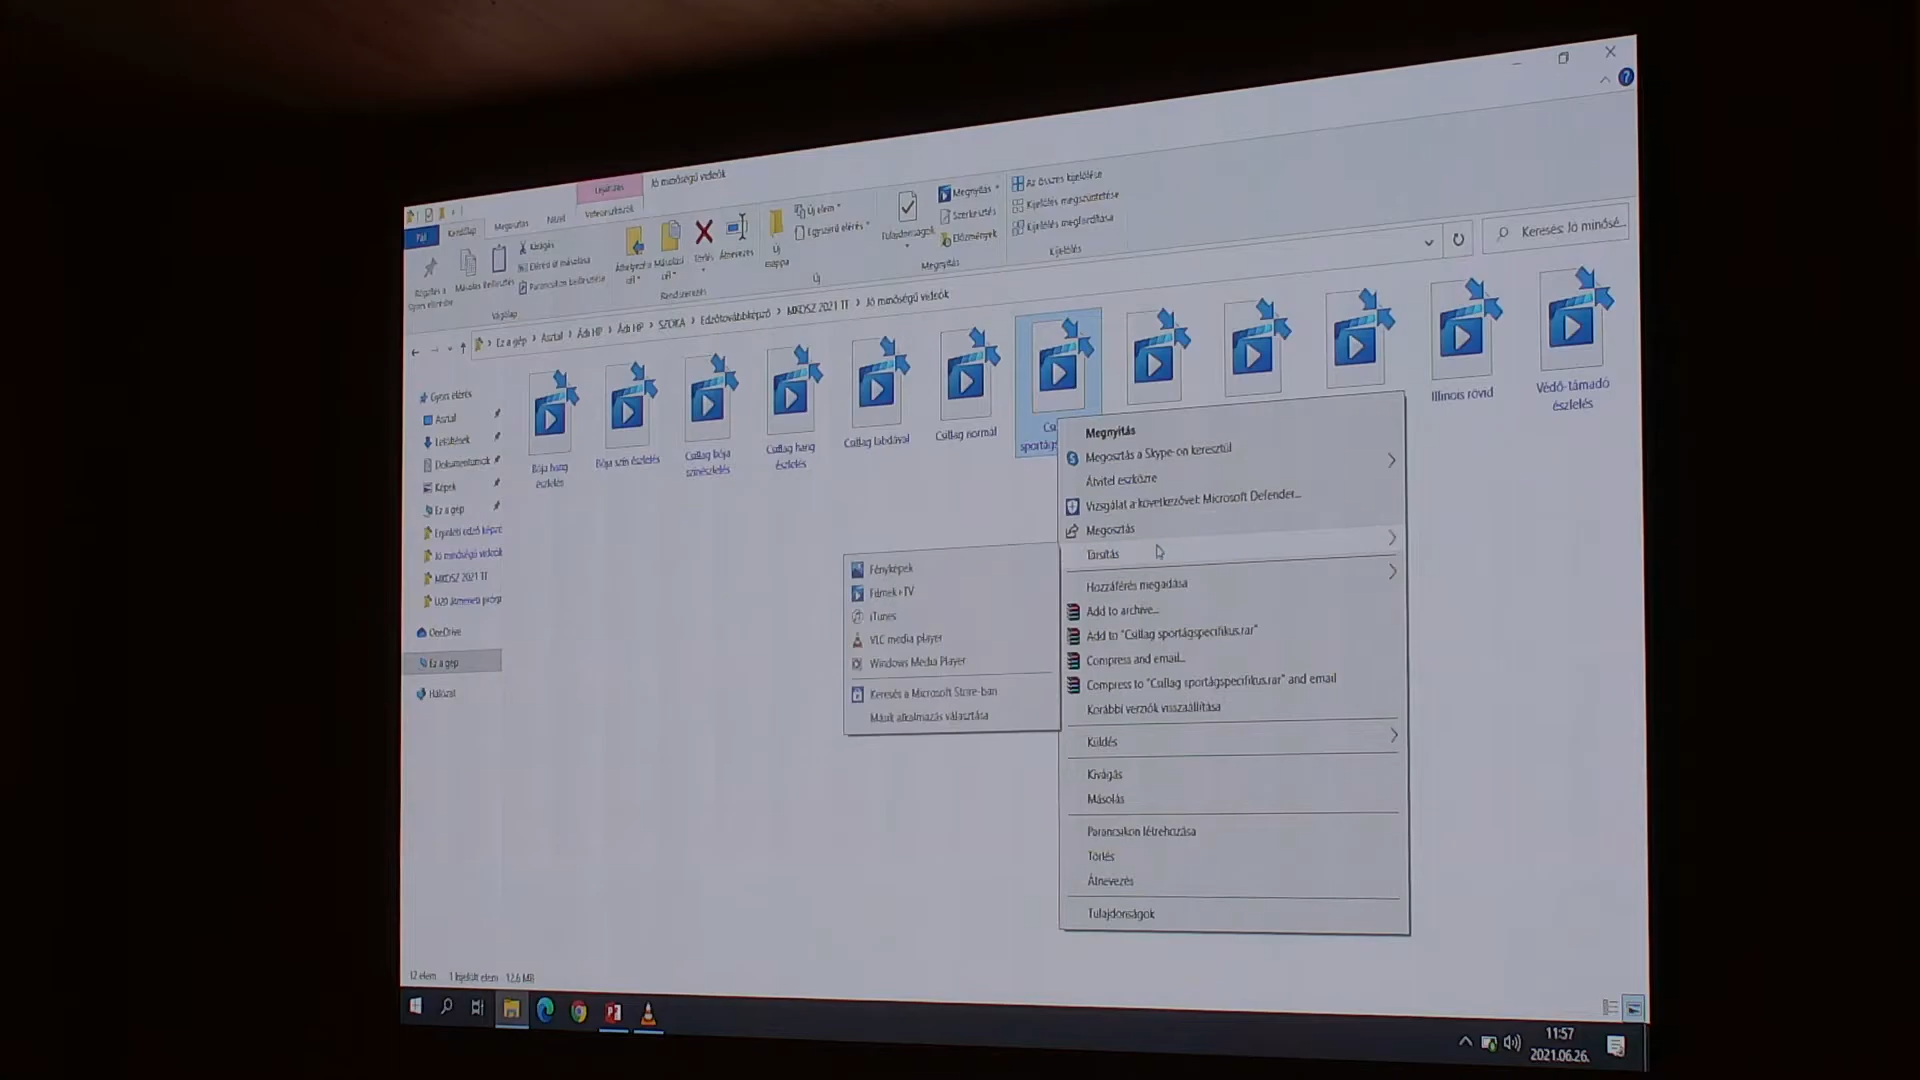 Lejátszás
Jó minőségű videók
Fájl
Kezdőlap
Megosztás
Nézet
Videoeszközök
Kivágás
Elérési út másolása
Parancsikon beillesztése
Másolás
Beillesztés
Vágólap
Törlés
Átnevezés
Rendszerezés
Új elem
Egyszerű elérés
Új mappa
Új
Tulajdonságok
Megnyitás
Szerkesztés
Előzmények
Megnyitás
Az összes kijelölése
Kijelölés megszüntetése
Kijelölés megfordítása
Kijelölés
Ez a gép > Asztal > Ádi HP > Ádi HP > SZOKA > Edzőtovábbképző > MKOSZ 2021 TT > Jó minőségű videók
Keresés: Jó minősé...
Gyors elérés
Asztal
Letöltések
Dokumentumok
Képek
Ez a gép
Jó minőségű videók
MKOSZ 2021 TT
OneDrive
Ez a gép
Hálózat
Bója hang
észlelés
Bója szín észlelés
Csillag bója
színészlelés
Csillag hang
észlelés
Csillag labdával
Csillag normál
Illinois rövid
Védő-támadó
észlelés
Megnyitás
Megosztás a Skype-on keresztül
Átvitel eszközre
Vizsgálat a következővel: Microsoft Defender...
Megosztás
Társítás
Hozzáférés megadása
Add to archive...
Add to "Csillag sportágspecifikus.rar"
Compress and email...
Compress to "Csillag sportágspecifikus.rar" and email
Korábbi verziók visszaállítása
Küldés
Kivágás
Másolás
Parancsikon létrehozása
Törlés
Átnevezés
Tulajdonságok
Fényképek
Filmek és TV
iTunes
VLC media player
Windows Media Player
Keresés a Microsoft Store-ban
Másik alkalmazás választása
12 elem 1 kijelölt elem 12,6 MB
11:57
2021.06.26.